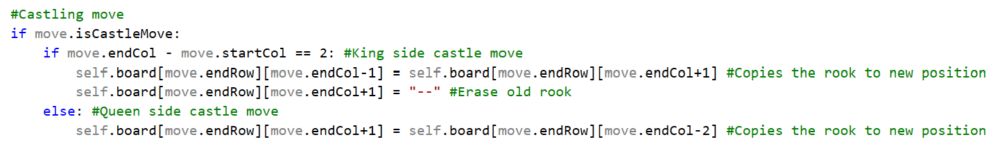 #Castling move
if move.isCastleMove:
    if move.endCol - move.startCol == 2: #King side castle move
        self.board[move.endRow][move.endCol-1] = self.board[move.endRow][move.endCol+1] #Copies the rook to new position
        self.board[move.endRow][move.endCol+1] = "--" #Erase old rook
    else: #Queen side castle move
        self.board[move.endRow][move.endCol+1] = self.board[move.endRow][move.endCol-2] #Copies the rook to new position